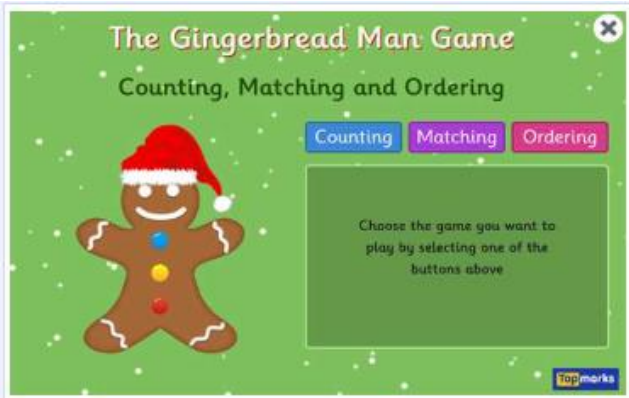 The Gingerbread Man Game
Counting, Matching and Ordering
Counting Matching Ordering
Choose the game you want to
play by selecting one of the
buttons above
Topmarks